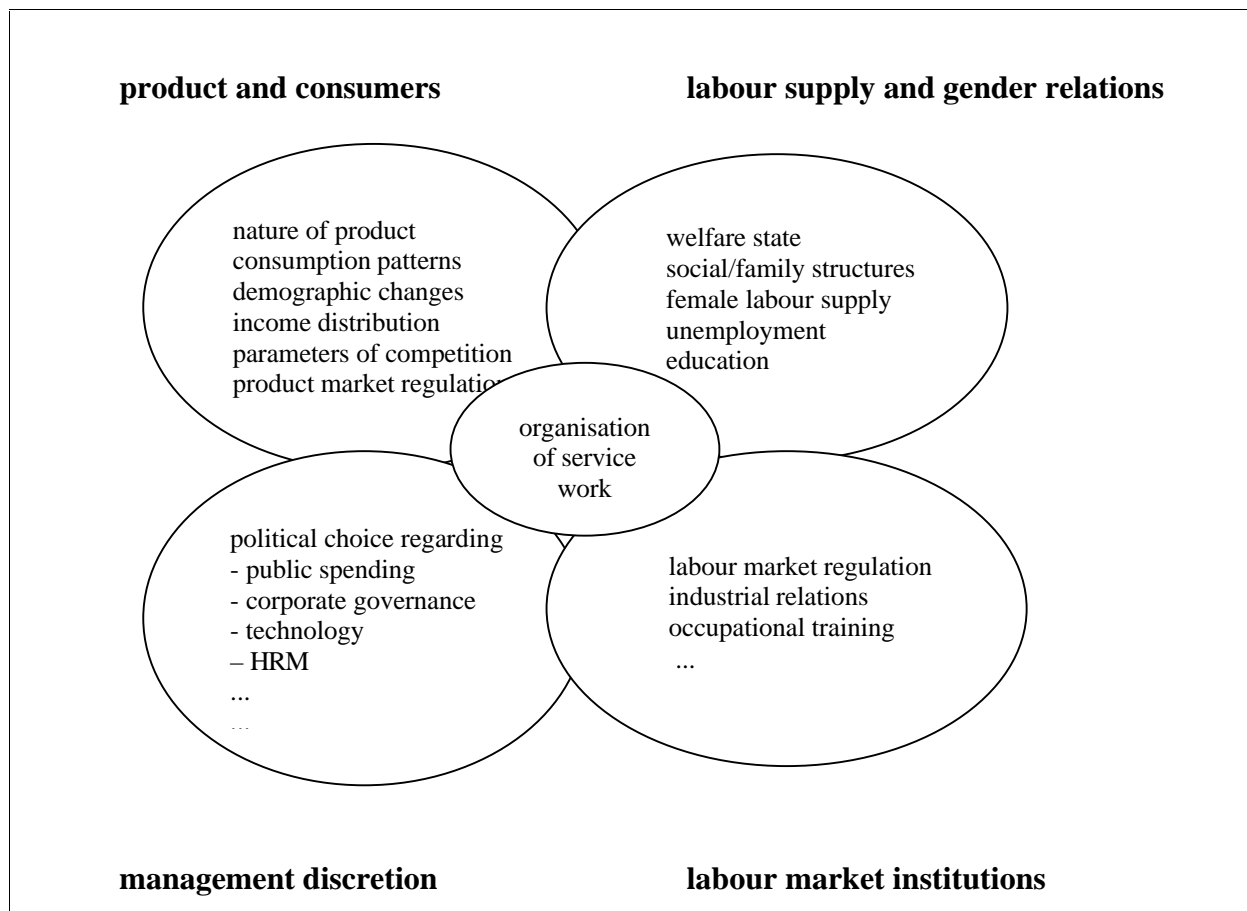 product and consumers
labour supply and gender relations
nature of product
consumption patterns
demographic changes
income distribution
parameters of competition
product market regulation
welfare state
social/family structures
female labour supply
unemployment
education
organisation
of service
work
political choice regarding
- public spending
- corporate governance
- technology
– HRM
...
...
labour market regulation
industrial relations
occupational training
...
management discretion
labour market institutions